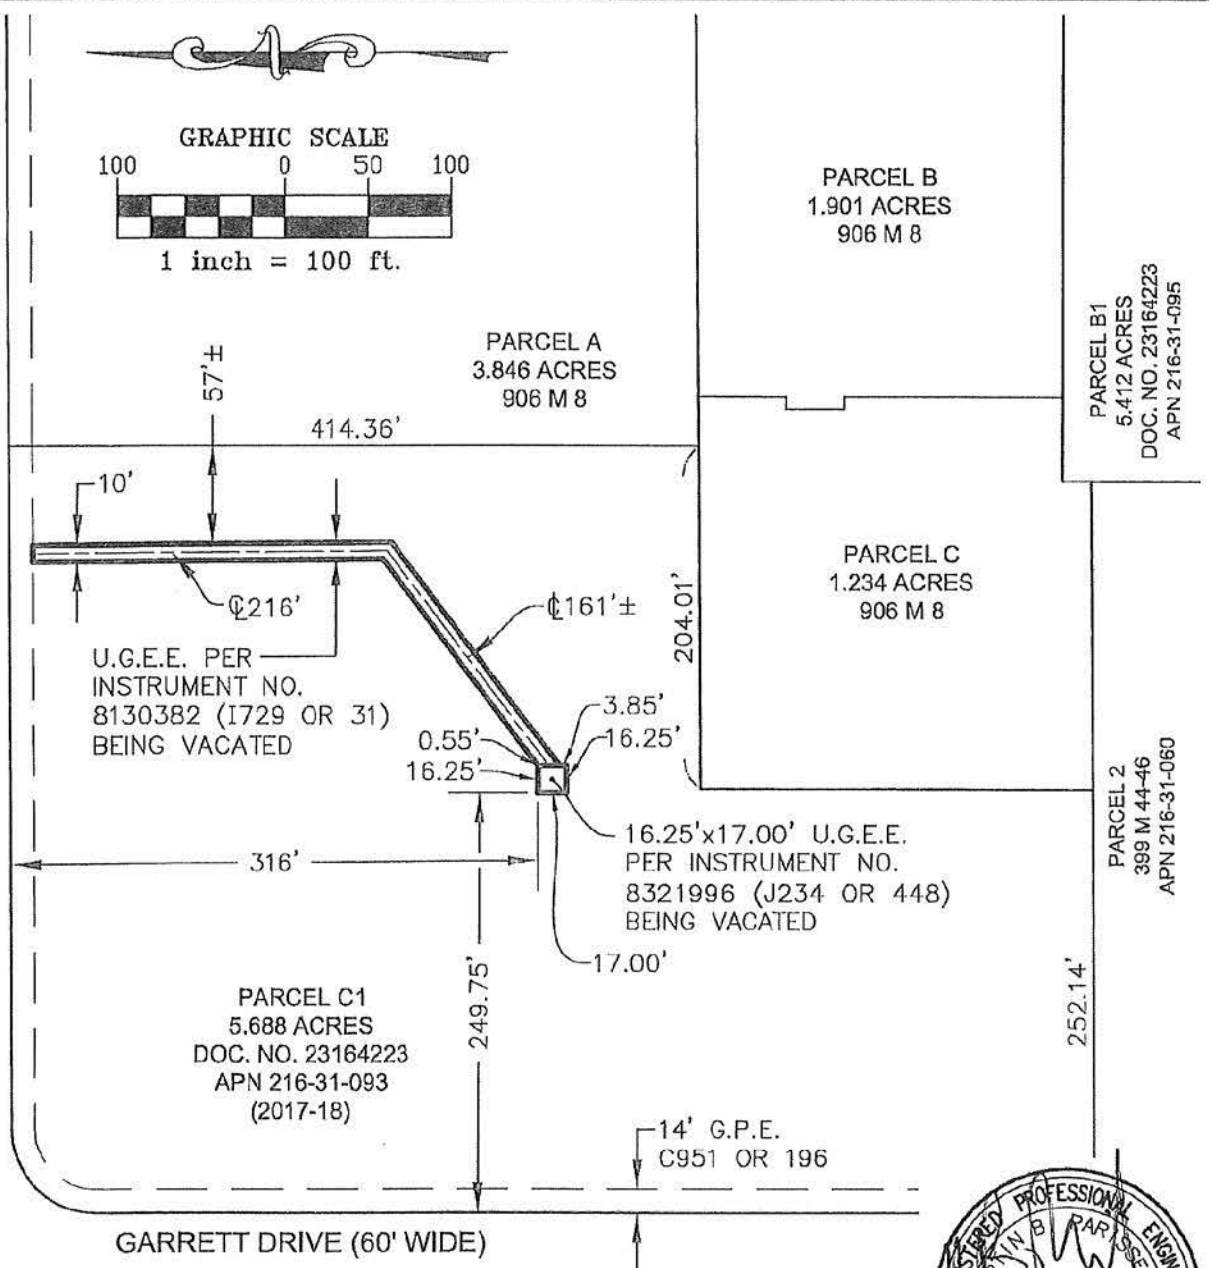 GRAPHIC SCALE
100 0 50 100
1 inch = 100 ft.
PARCEL B
1.901 ACRES
906 M 8
PARCEL B1
5.412 ACRES
DOC. NO. 23164223
APN 216-31-095
PARCEL A
3.846 ACRES
906 M 8
57'±
414.36'
10'
PARCEL C
1.234 ACRES
906 M 8
℄216'
℄161'±
204.01'
U.G.E.E. PER
INSTRUMENT NO.
8130382 (I729 OR 31)
BEING VACATED
3.85'
0.55'
16.25'
16.25'
PARCEL 2
399 M 44-46
APN 216-31-060
16.25'x17.00' U.G.E.E.
PER INSTRUMENT NO.
8321996 (J234 OR 448)
BEING VACATED
316'
17.00'
249.75'
252.14'
PARCEL C1
5.688 ACRES
DOC. NO. 23164223
APN 216-31-093
(2017-18)
14' G.P.E.
C951 OR 196
GARRETT DRIVE (60' WIDE)
PROFESSIONAL